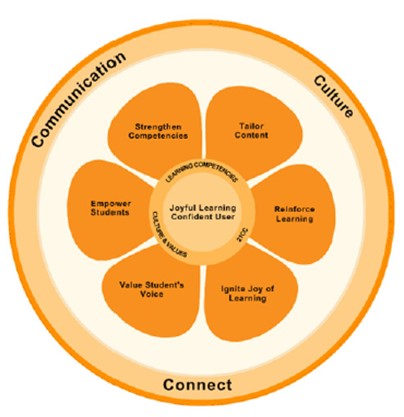 Communication
Culture
Strengthen
Competencies
Tailor
Content
LEARNING COMPETENCIES
Empower
Students
Joyful Learning
Confident User
Reinforce
Learning
CULTURE & VALUES
21CC
Value Student's
Voice
Ignite Joy of
Learning
Connect